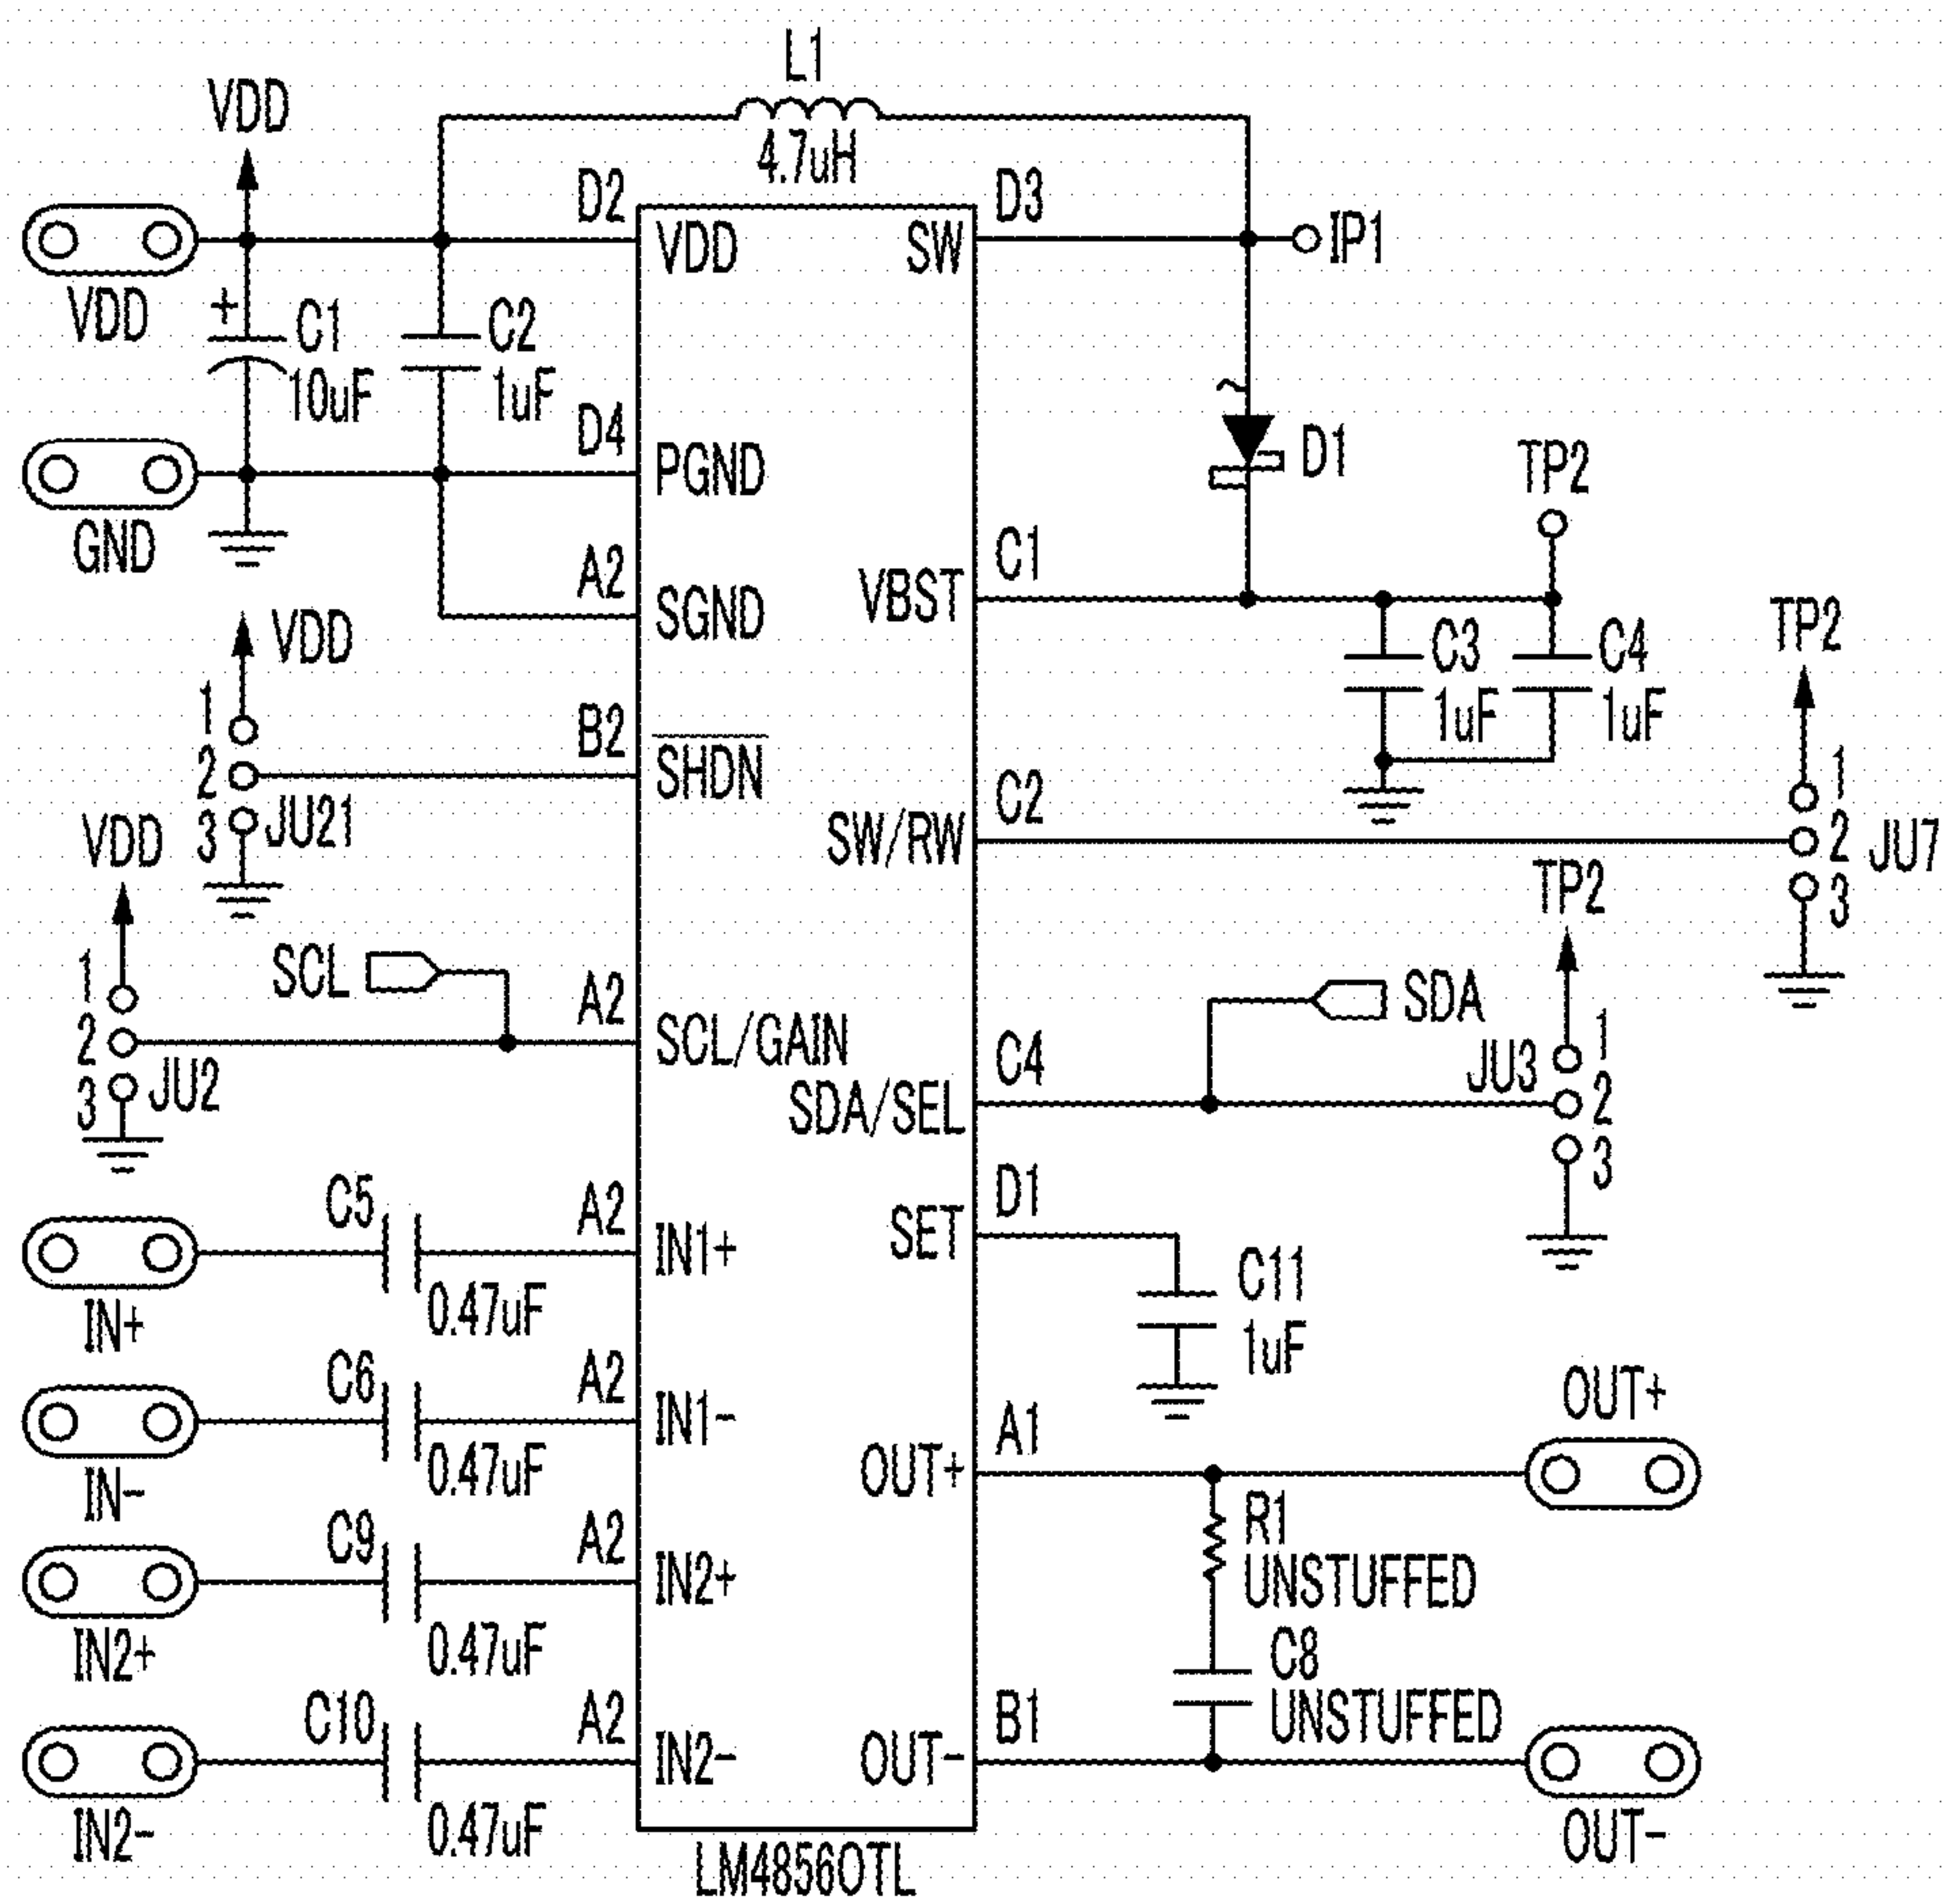 L1
4.7uH
VDD
D2
D3
VDD
SW
IP1
VDD
+
C1
10uF
C2
1uF
D4
PGND
GND
D1
TP2
A2
SGND
C1
VBST
VDD
C3
1uF
C4
1uF
TP2
1
2
3
JU21
B2
SHDN
C2
SW/RW
1
2
3
JU7
VDD
1
2
3
JU2
SCL
A2
SCL/GAIN
TP2
SDA
C4
SDA/SEL
JU3
1
2
3
D1
SET
C11
1uF
C5
A2
IN1+
0.47uF
IN+
C6
A2
IN1-
0.47uF
IN-
A1
OUT+
OUT+
R1
UNSTUFFED
C9
A2
IN2+
0.47uF
IN2+
C8
UNSTUFFED
C10
A2
IN2-
0.47uF
IN2-
B1
OUT-
OUT-
LM4856OTL